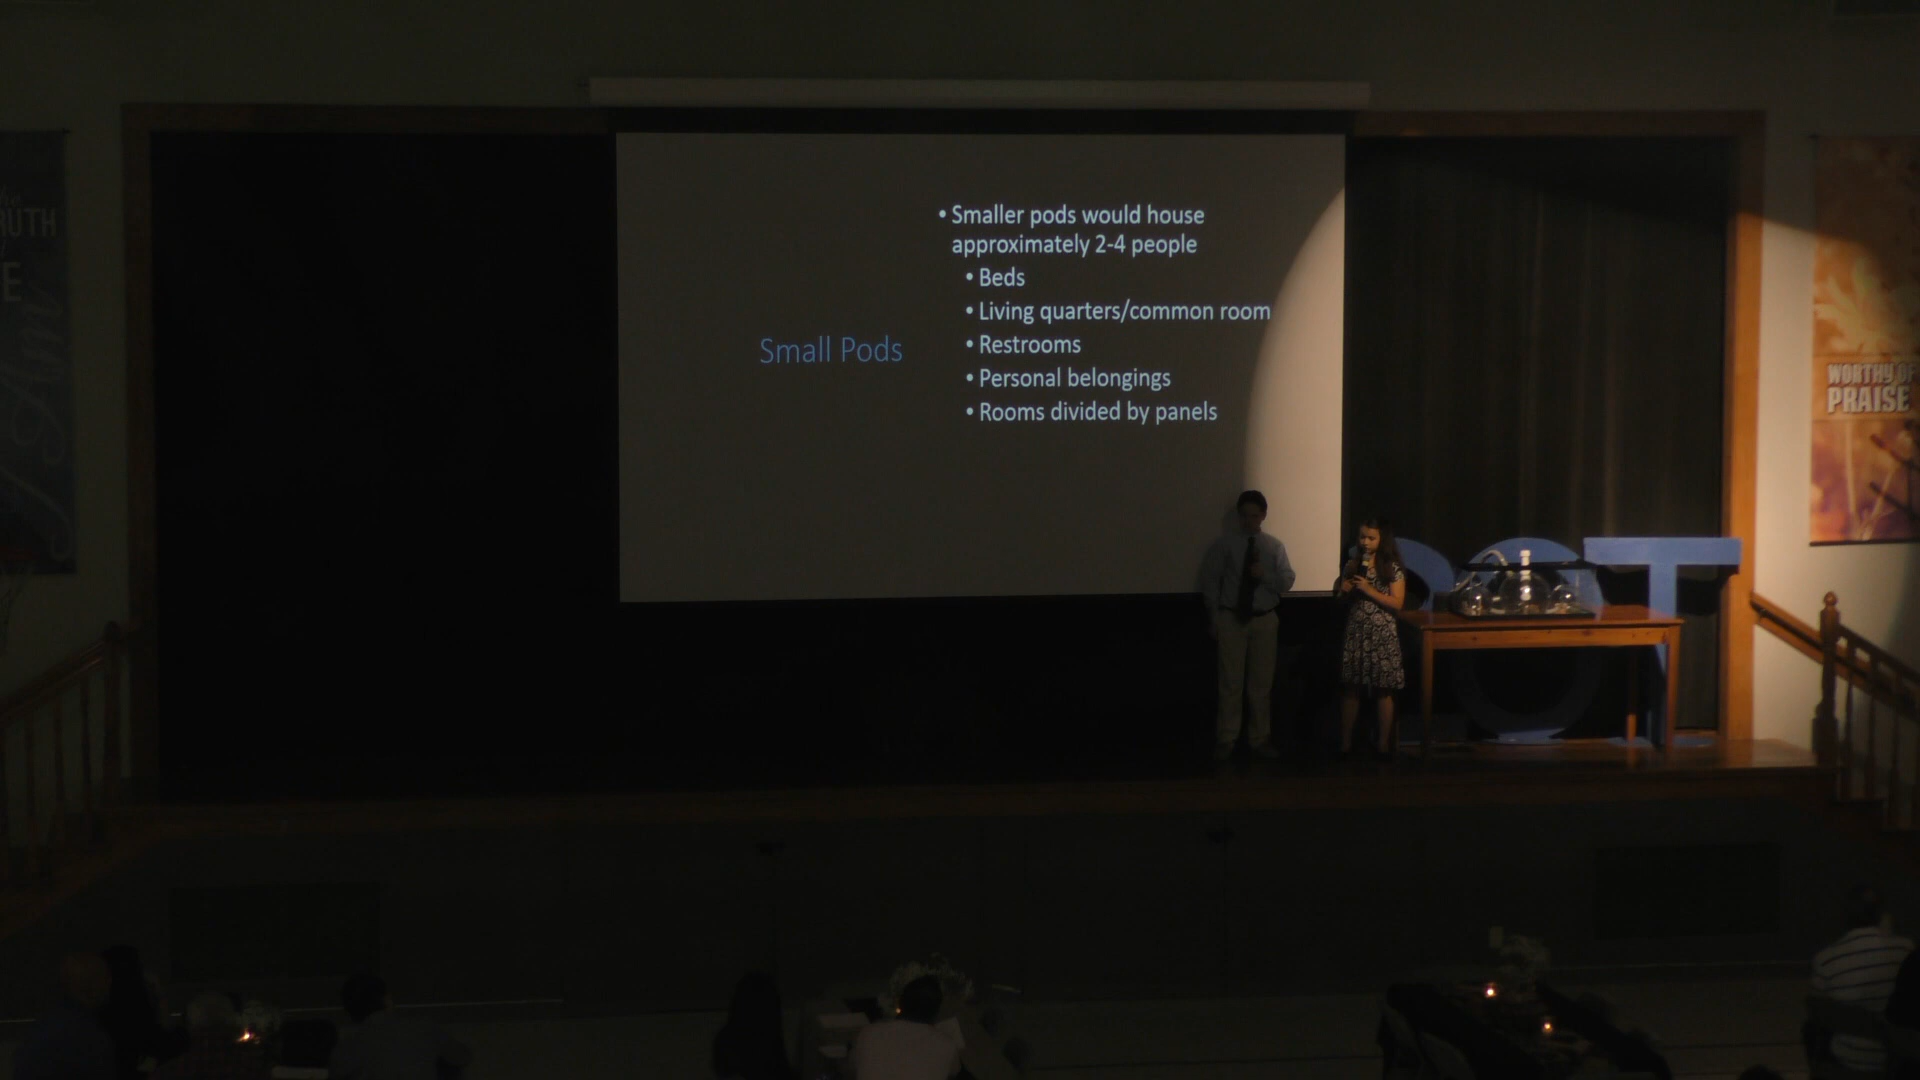 Small Pods
• Smaller pods would house
approximately 2-4 people
• Beds
• Living quarters/common room
• Restrooms
• Personal belongings
• Rooms divided by panels
WORTHY OF
PRAISE
I Am